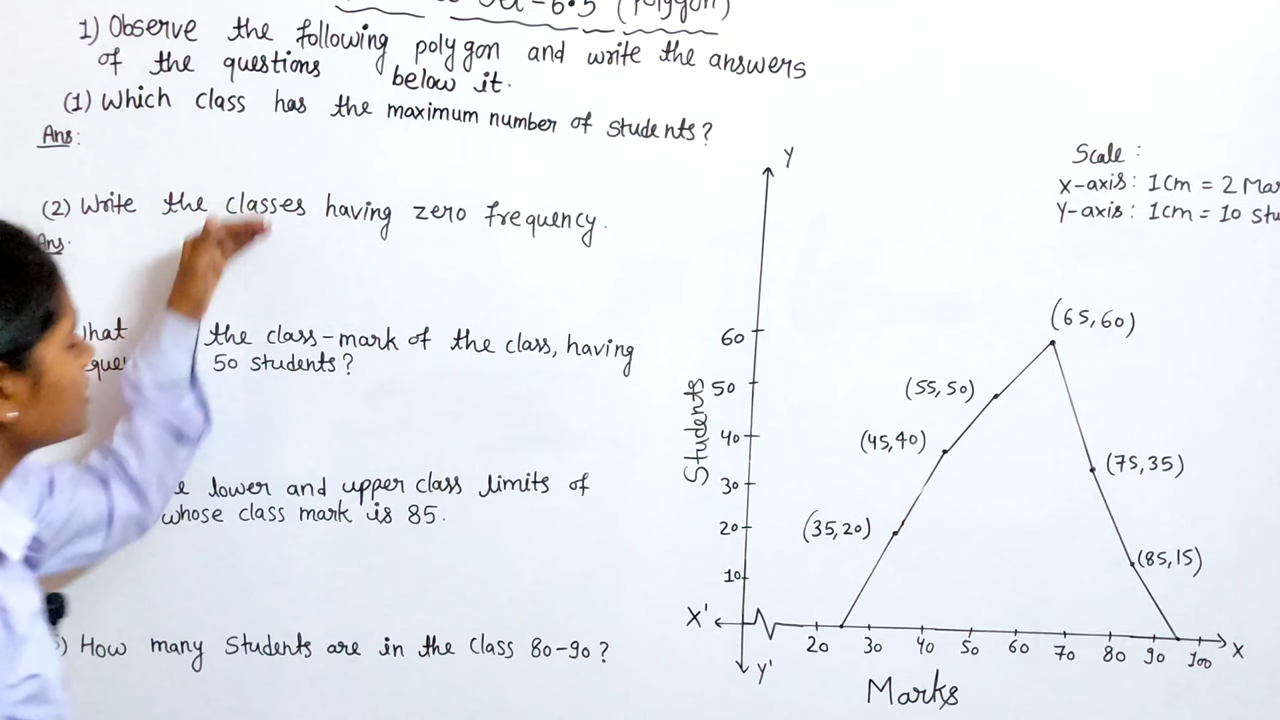 6.5 (Polygon)
1) Observe the following polygon and write the answers
of the questions below it.
(1) Which class has the maximum number of students?
Ans:
(2) Write the classes having zero frequency.
Ans.
the class-mark of the class, having
50 students?
lower and upper class limits of
whose class mark is 85.
How many students are in the class 80-90?
Scale:
X-axis: 1cm = 2
Y-axis: 1cm = 10
Y
60
50
40
30
20
10
Students
(65,60)
(55,50)
(45,40)
(75,35)
(35,20)
(85,15)
X'
X
20 30 40 50 60 70 80 90 100
Y'
Marks